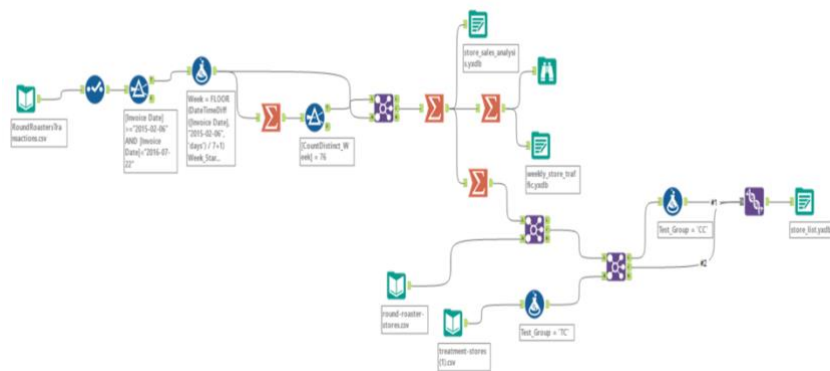 RoundRoastersTra
nsactions.csv
[Invoice Date]
>="2015-02-06"
AND [Invoice
Date]<="2016-07-
22"
Week = FLOOR
(DateTimeDiff
([Invoice Date],
"2015-02-06",
'days') / 7+1)
Week_Star...
[CountDistinct_W
eek] = 76
store_sales_analysi
s.yxdb
weekly_store_traf
fic.yxdb
round-roaster-
stores.csv
treatment-stores
(1).csv
Test_Group = 'TC'
Test_Group = 'CC'
#1
#2
store_list.yxdb